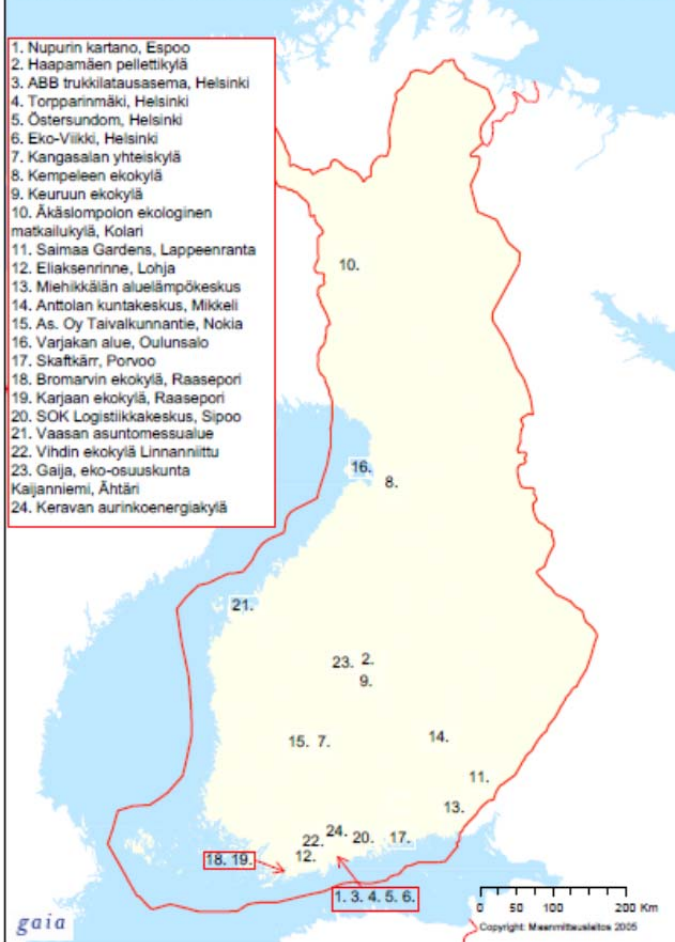 1. Nupurin kartano, Espoo
2. Haapamäen pellettikylä
3. ABB trukkilatausasema, Helsinki
4. Torpparinmäki, Helsinki
5. Östersundom, Helsinki
6. Eko-Viikki, Helsinki
7. Kangasalan yhteiskylä
8. Kempeleen ekokylä
9. Keuruun ekokylä
10. Äkäslompolon ekologinen
matkailukylä, Kolari
11. Saimaa Gardens, Lappeenranta
12. Eliaksenrinne, Lohja
13. Miehikkälän aluelämpökeskus
14. Anttolan kuntakeskus, Mikkeli
15. As. Oy Taivalkunnantie, Nokia
16. Varjakan alue, Oulunsalo
17. Skaftkärr, Porvoo
18. Bromarvin ekokylä, Raasepori
19. Karjaan ekokylä, Raasepori
20. SOK Logistiikkakeskus, Sipoo
21. Vaasan asuntomessualue
22. Vihdin ekokylä Linnanniittu
23. Gaija, eko-osuuskunta
Kaijanniemi, Ähtäri
24. Keravan aurinkoenergiakylä
10.
16.
8.
21.
23. 2.
9.
15. 7.
14.
11.
13.
24.
22. 20. 17.
12.
18. 19.
1. 3. 4. 5. 6.
0 50 100 200 Km
Copyright: Maanmittauslaitos 2005
gaia